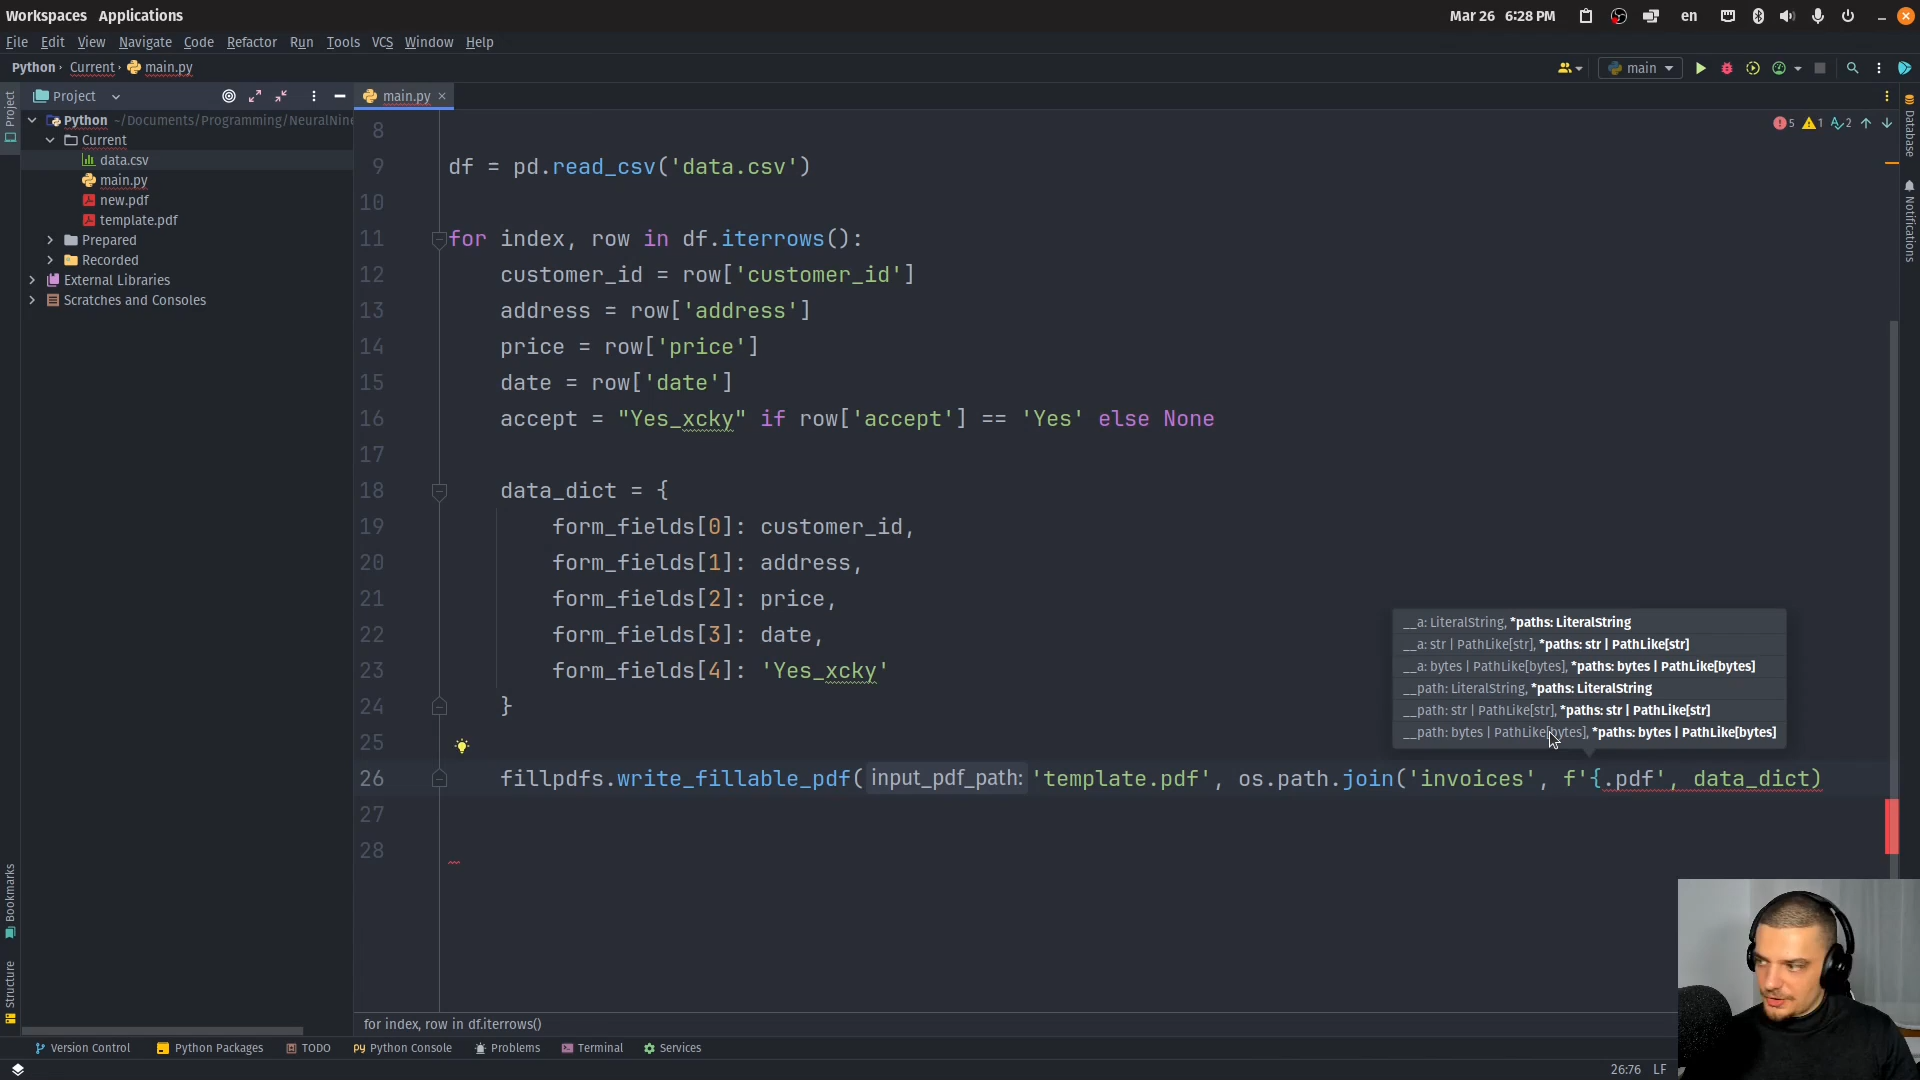 Workspaces Applications
Mar 26 6:28 PM
en
File Edit View Navigate Code Refactor Run Tools VCS Window Help
Python Current main.py
main
Project
main.py
Python ~/Documents/Programming/NeuralNine
Current
data.csv
main.py
new.pdf
template.pdf
Prepared
Recorded
External Libraries
Scratches and Consoles
Project
Bookmarks
Structure
Database
Notifications
5 1 2
8
9 df = pd.read_csv('data.csv')
10
11 for index, row in df.iterrows():
12 customer_id = row['customer_id']
13 address = row['address']
14 price = row['price']
15 date = row['date']
16 accept = "Yes_xcky" if row['accept'] == 'Yes' else None
17
18 data_dict = {
19 form_fields[0]: customer_id,
20 form_fields[1]: address,
21 form_fields[2]: price,
22 form_fields[3]: date,
23 form_fields[4]: 'Yes_xcky'
24 }
25
__a: LiteralString, *paths: LiteralString
__a: str | PathLike[str], *paths: str | PathLike[str]
__a: bytes | PathLike[bytes], *paths: bytes | PathLike[bytes]
__path: LiteralString, *paths: LiteralString
__path: str | PathLike[str], *paths: str | PathLike[str]
__path: bytes | PathLike[bytes], *paths: bytes | PathLike[bytes]
26 fillpdfs.write_fillable_pdf(input_pdf_path: 'template.pdf', os.path.join('invoices', f'{.pdf', data_dict)
27
28
for index, row in df.iterrows()
Version Control Python Packages TODO Python Console Problems Terminal Services
26:76 LF